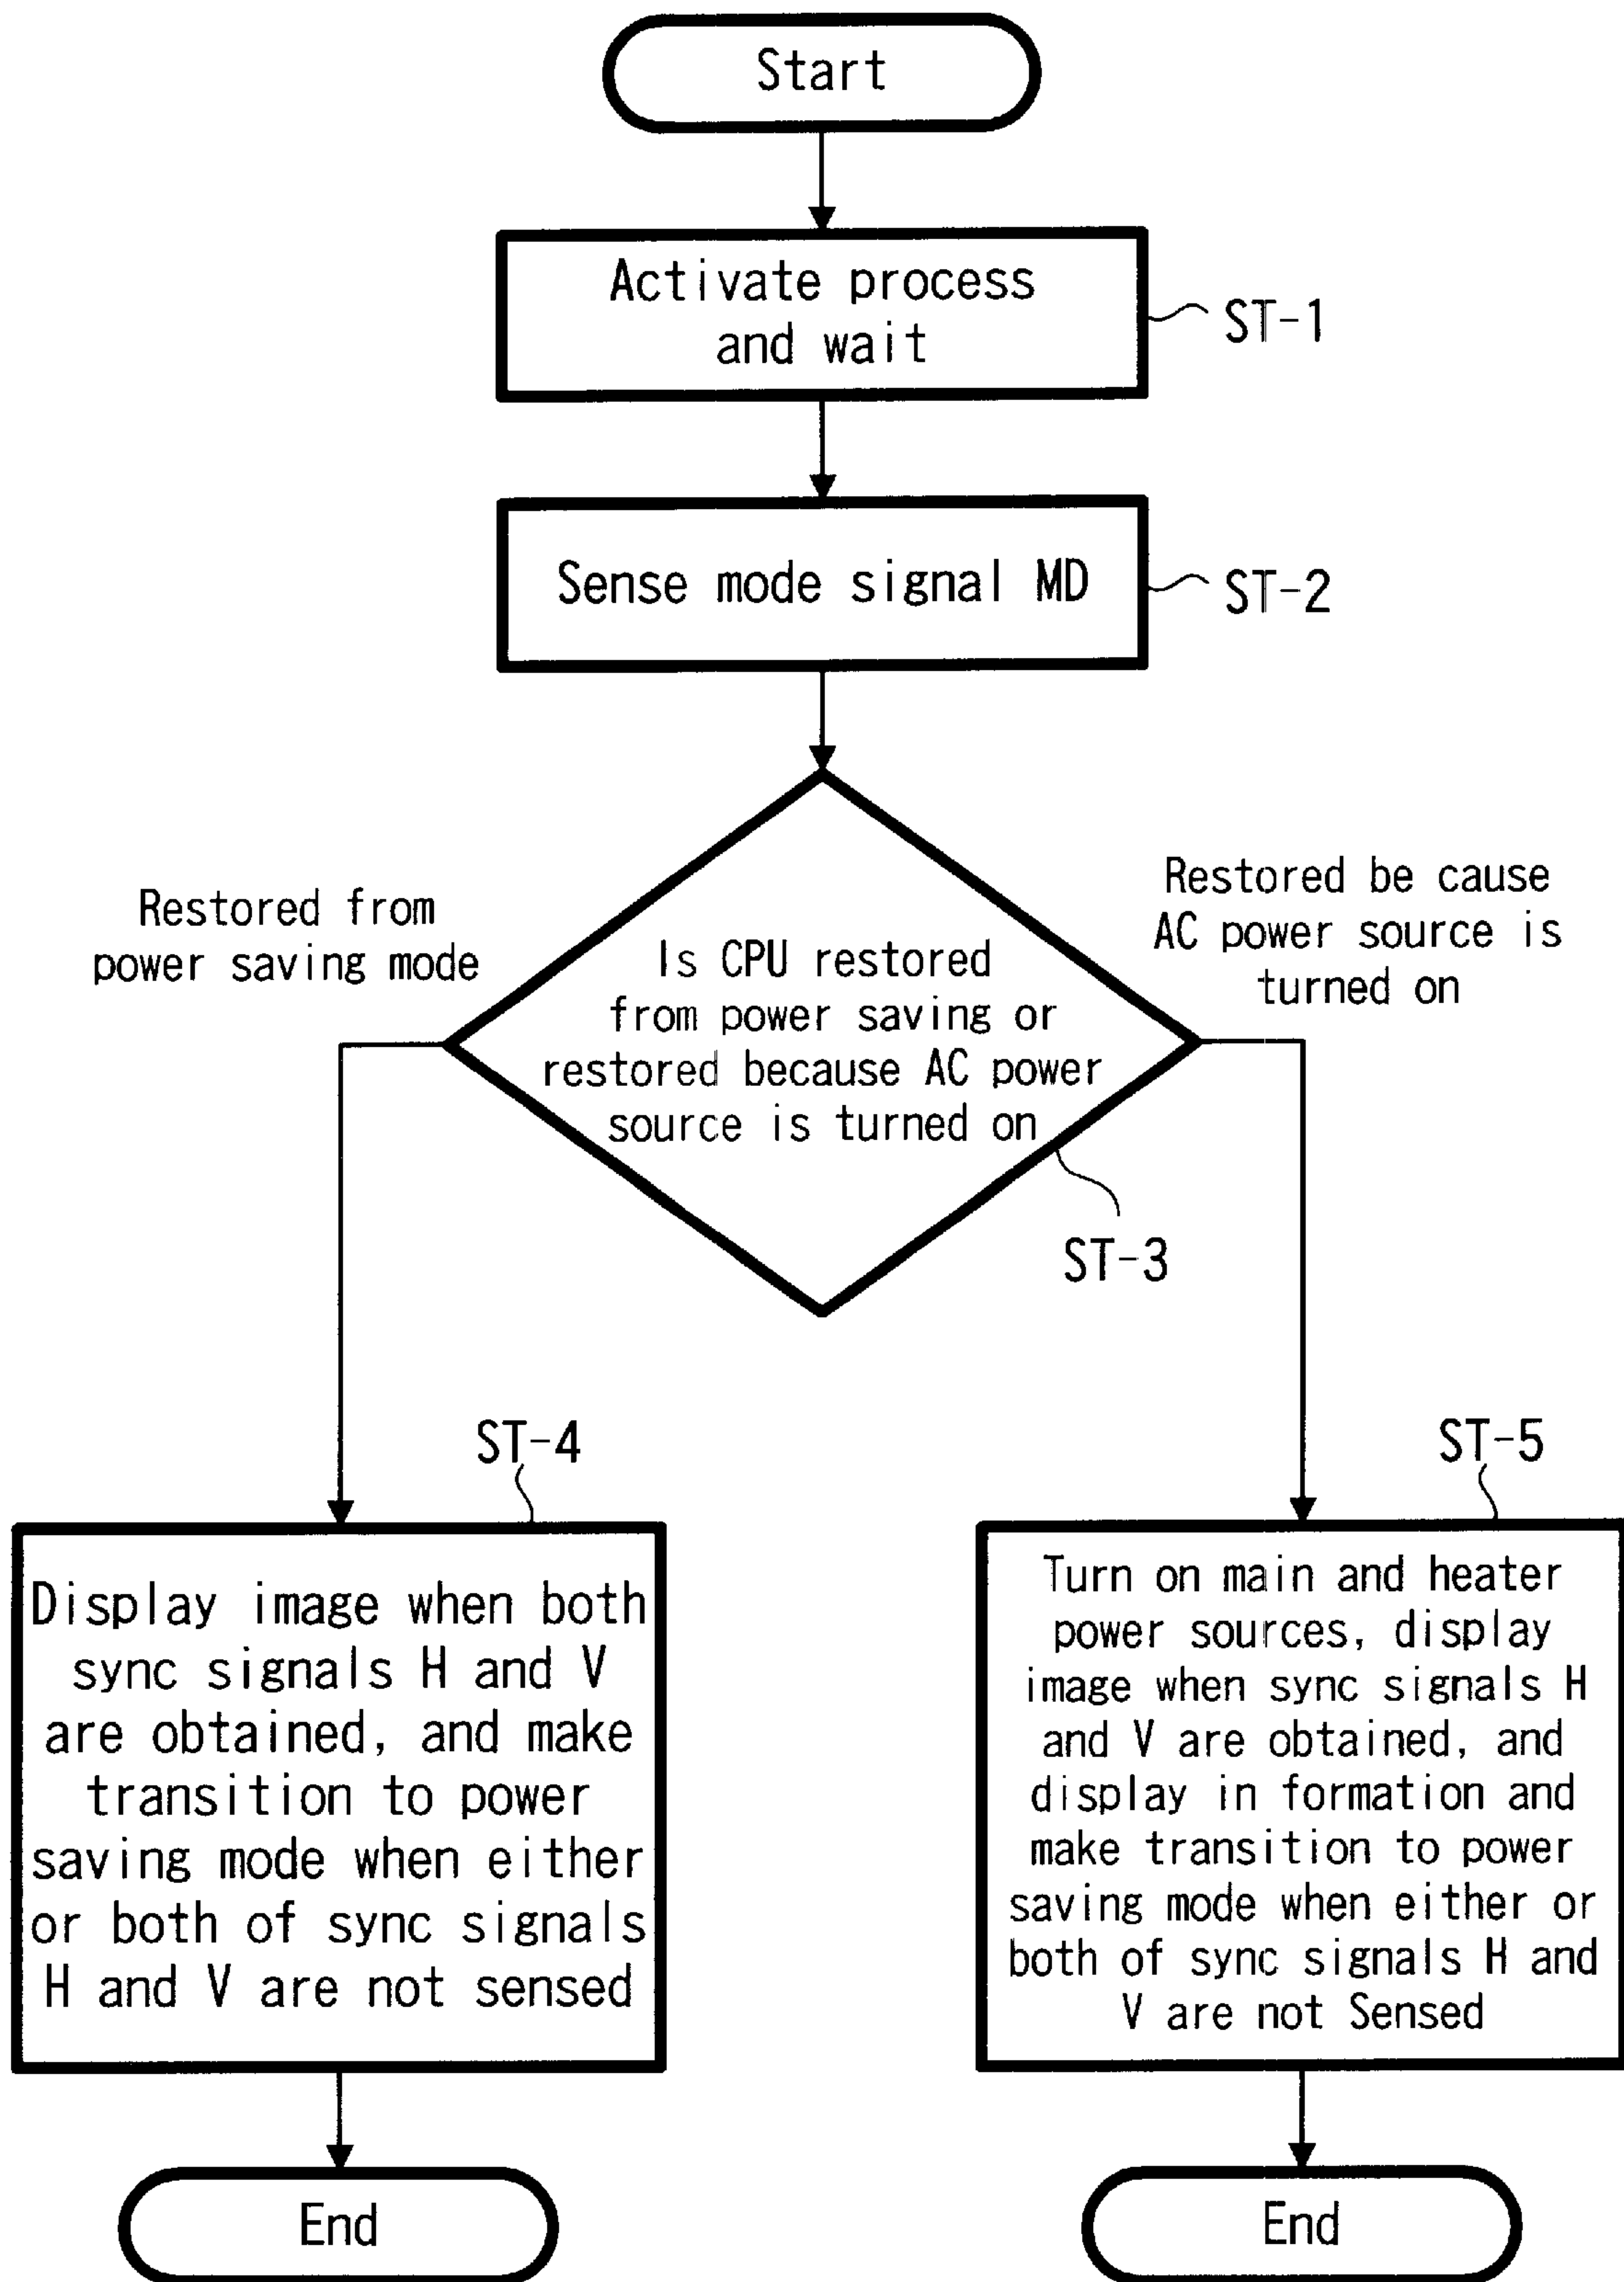 Start
Activate process
and wait
ST-1
Sense mode signal MD
ST-2
Restored from
power saving mode
Is CPU restored
from power saving or
restored because AC power
source is turned on
Restored be cause
AC power source is
turned on
ST-3
ST-4
Display image when both
sync signals H and V
are obtained, and make
transition to power
saving mode when either
or both of sync signals
H and V are not sensed
End
ST-5
Turn on main and heater
power sources, display
image when sync signals H
and V are obtained, and
display in formation and
make transition to power
saving mode when either or
both of sync signals H and
V are not Sensed
End